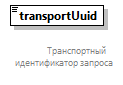 transportUuid
Транспортный
идентификатор запроса